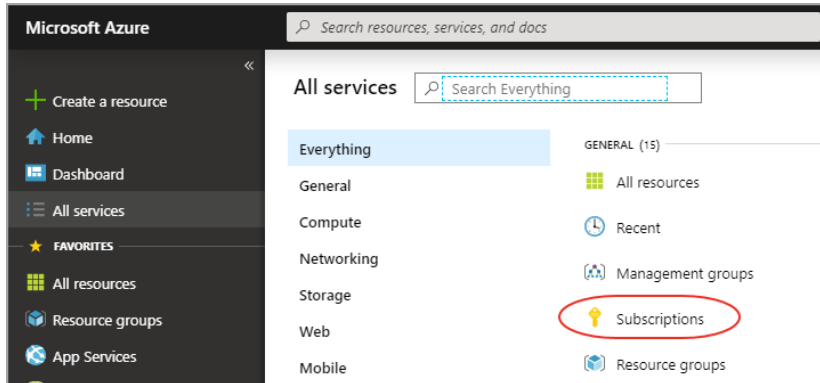 Microsoft Azure
Search resources, services, and docs
«
Create a resource
Home
Dashboard
All services
FAVORITES
All resources
Resource groups
App Services
All services
Search Everything
Everything
General
Compute
Networking
Storage
Web
Mobile
GENERAL (15)
All resources
Recent
Management groups
Subscriptions
Resource groups